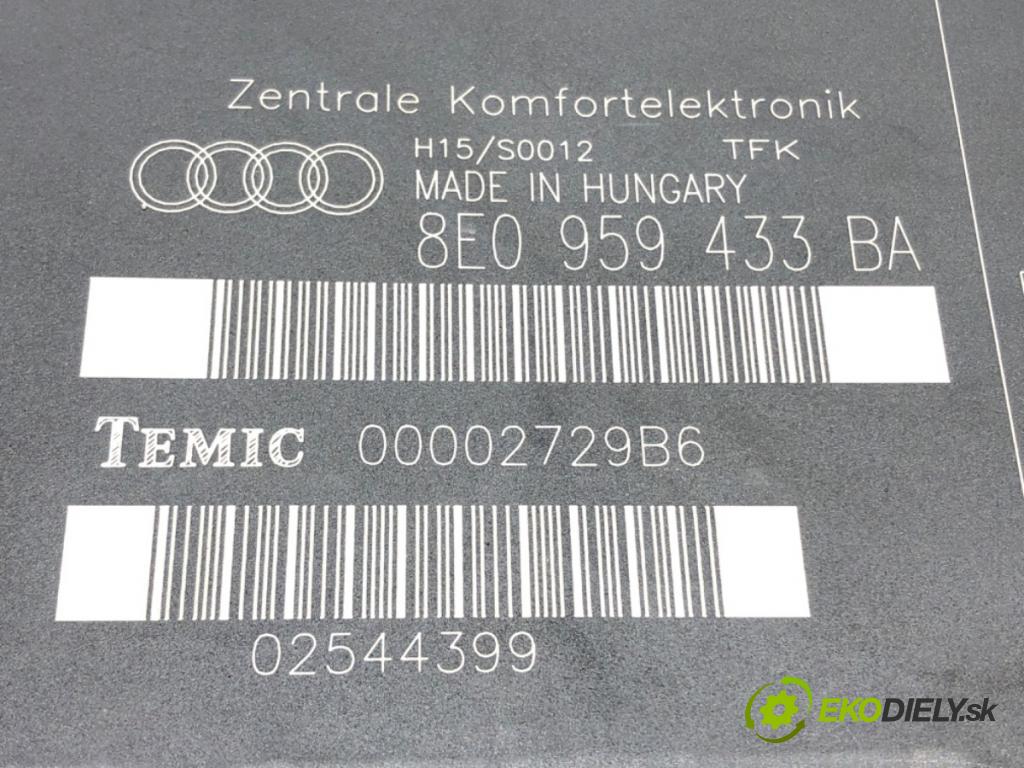 Zentrale Komfortelektronik
H15/S0012 TFK
MADE IN HUNGARY
8E0 959 433 BA
TEMIC 00002729B6
02544399
EKODIELY.sk